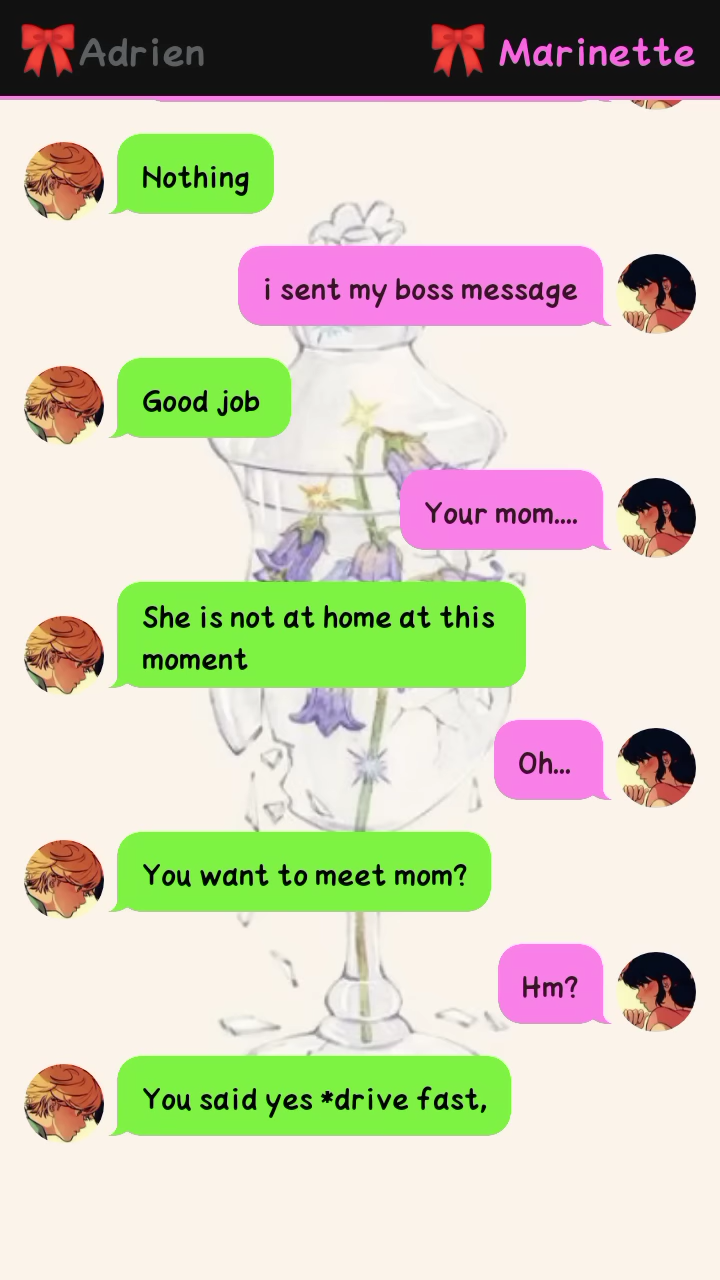 Adrien
Marinette
Nothing
i sent my boss message
Good job
Your mom....
She is not at home at this
moment
Oh...
You want to meet mom?
Hm?
You said yes *drive fast,